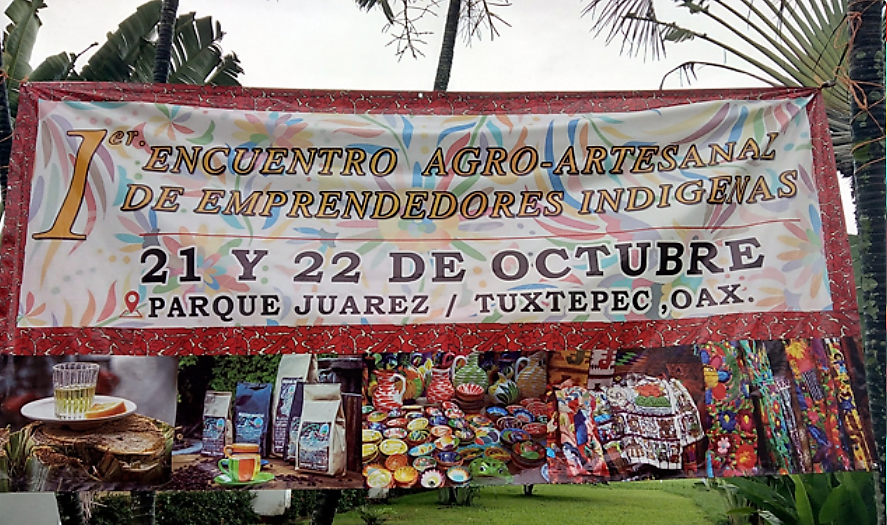 1er. ENCUENTRO AGRO-ARTESANAL
DE EMPRENDEDORES INDIGENAS
21 Y 22 DE OCTUBRE
PARQUE JUAREZ / TUXTEPEC ,OAX.